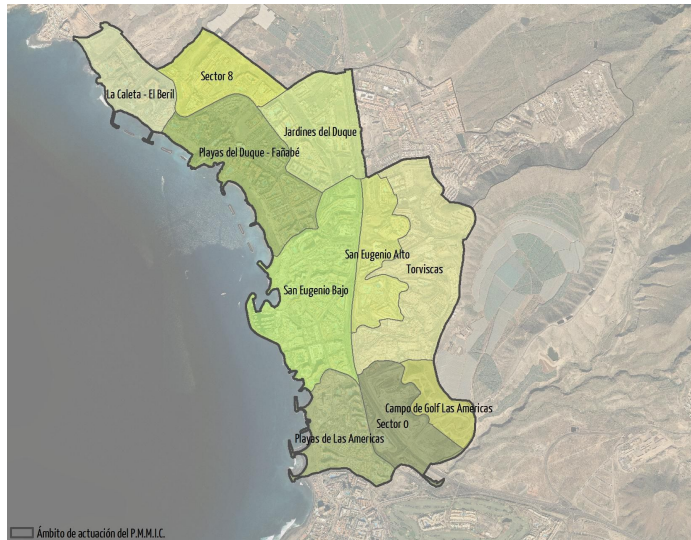 Sector 8
La Caleta - El Beril
Jardines del Duque
Playas del Duque - Fañabé
San Eugenio Alto
Torviscas
San Eugenio Bajo
Campo de Golf Las Americas
Sector 0
Playas de Las Americas
Ámbito de actuación del P.M.M.I.C.